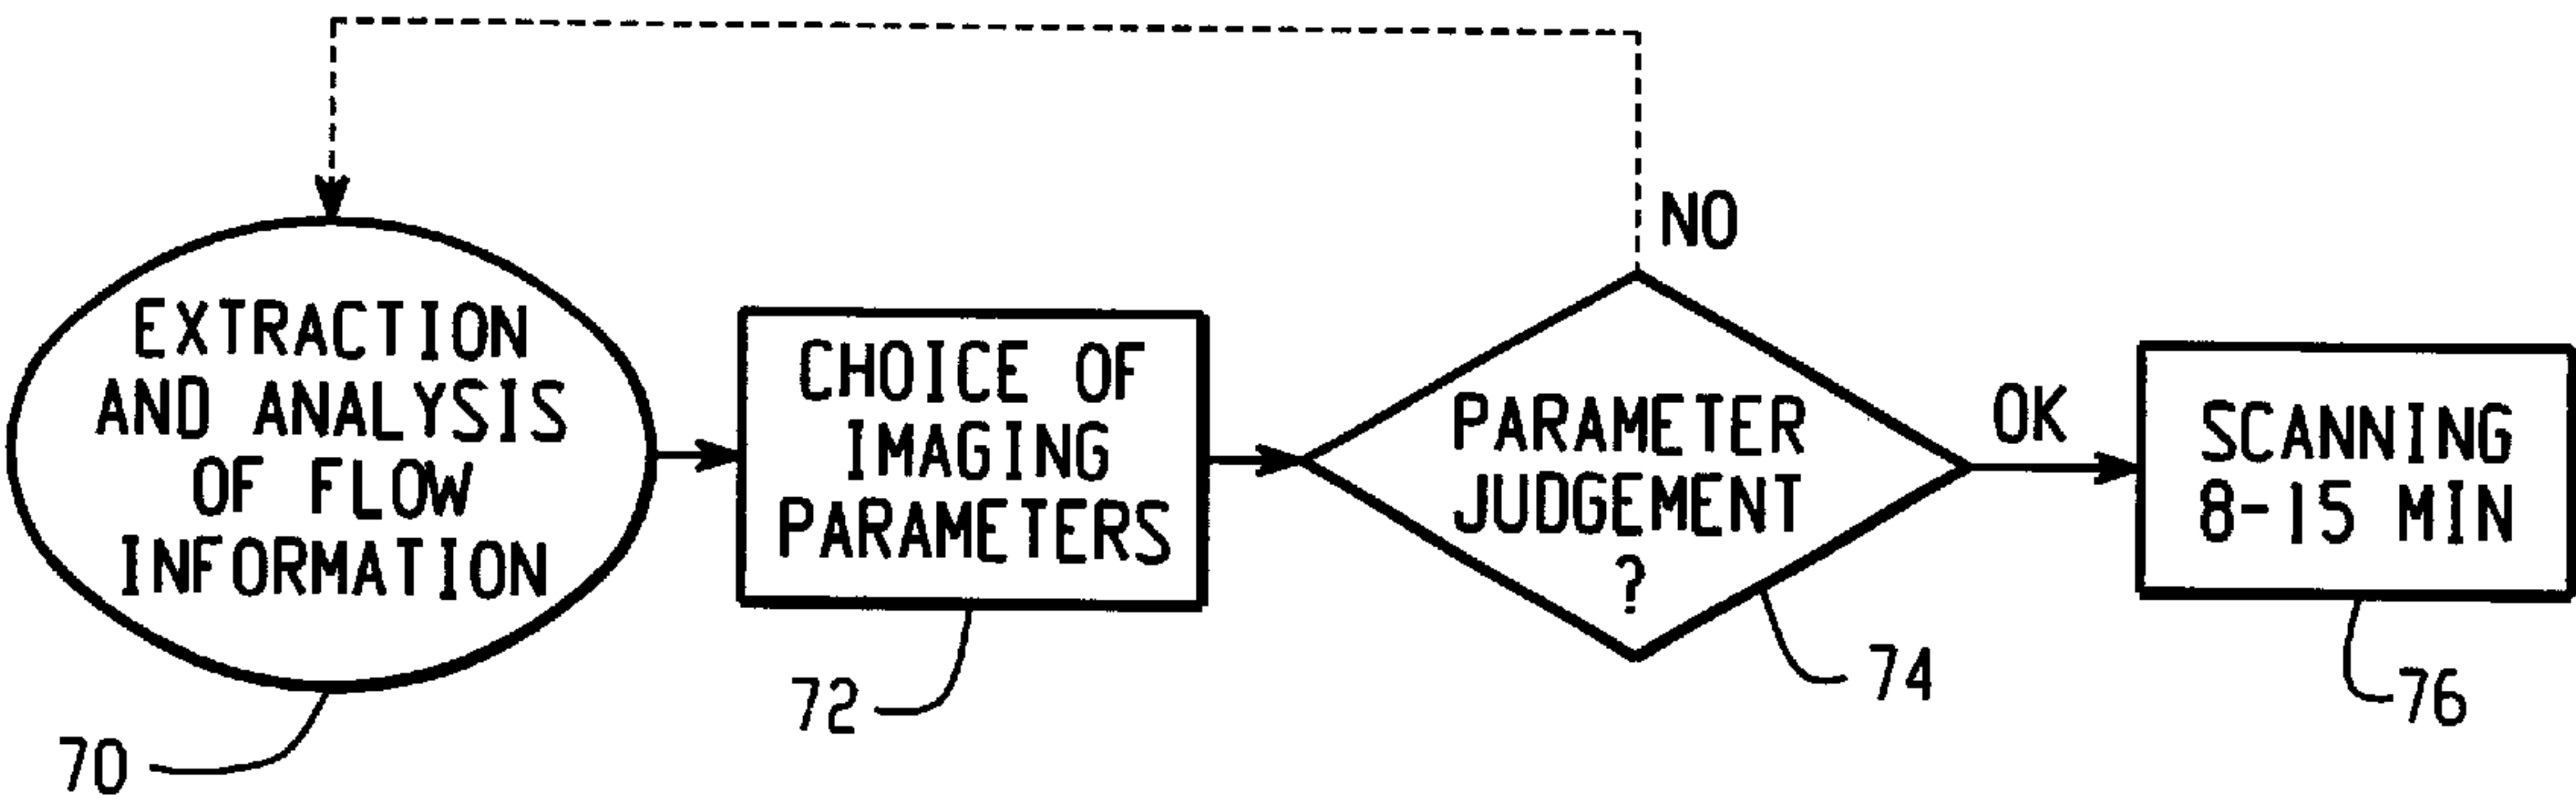 NO
EXTRACTION
AND ANALYSIS
OF FLOW
INFORMATION
CHOICE OF
IMAGING
PARAMETERS
PARAMETER
JUDGEMENT
?
OK
SCANNING
8-15 MIN
70
72
74
76